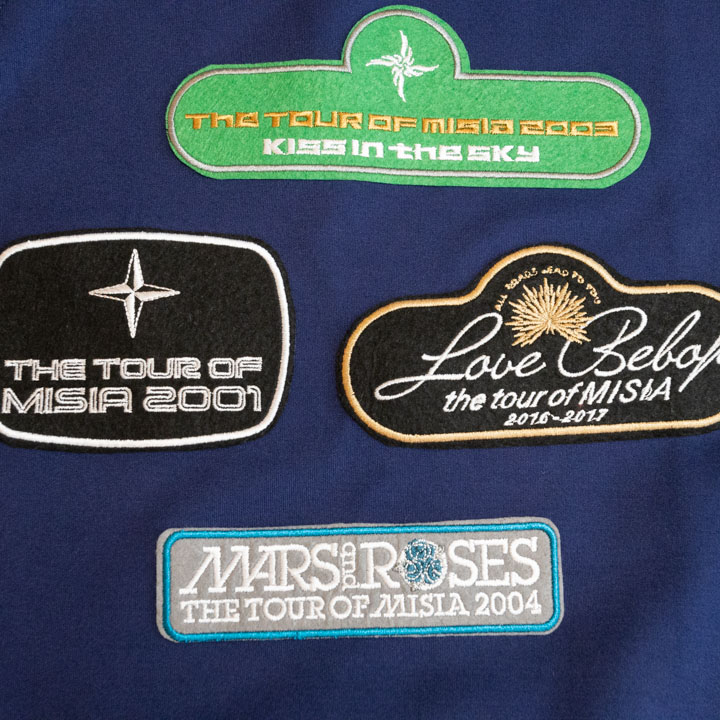 THE TOUR OF MISIA 2003
KISS IN the SKY
THE TOUR OF
MISIA 2001
ALL ROADS LEAD TO YOU
Love Bebop
the tour of MISIA
2016-2017
MARS and ROSES
THE TOUR OF MISIA 2004